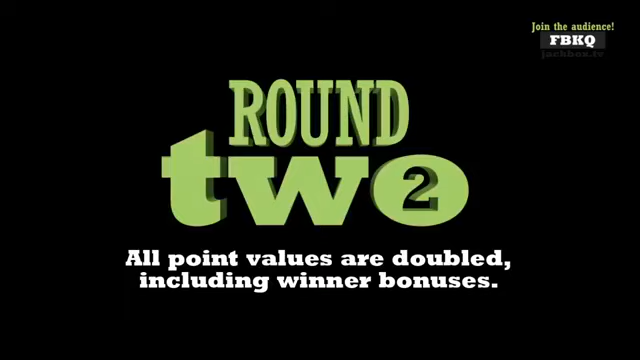 Join the audience!
FBKQ
jackbox.tv
ROUND
two
2
All point values are doubled,
including winner bonuses.